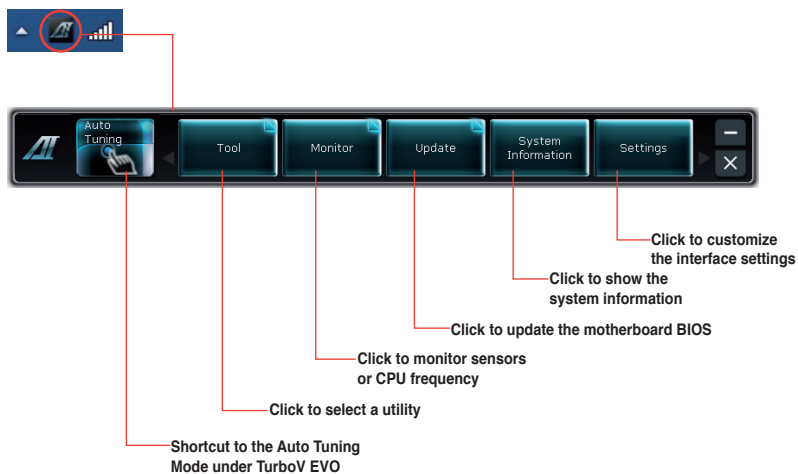 Auto
Tuning
Tool
Monitor
Update
System
Information
Settings
Click to customize
the interface settings
Click to show the
system information
Click to update the motherboard BIOS
Click to monitor sensors
or CPU frequency
Click to select a utility
Shortcut to the Auto Tuning
Mode under TurboV EVO